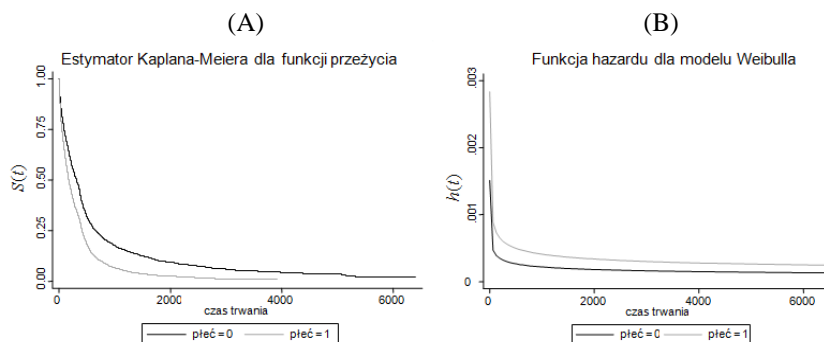 (A)
Estymator Kaplana-Meiera dla funkcji przeżycia
1.00
0.75
0.50
0.25
0.00
S(t)
0
2000
4000
6000
czas trwania
płeć = 0
płeć = 1
(B)
Funkcja hazardu dla modelu Weibulla
.003
.002
.001
0
h(t)
0
2000
4000
6000
czas trwania
płeć = 0
płeć = 1